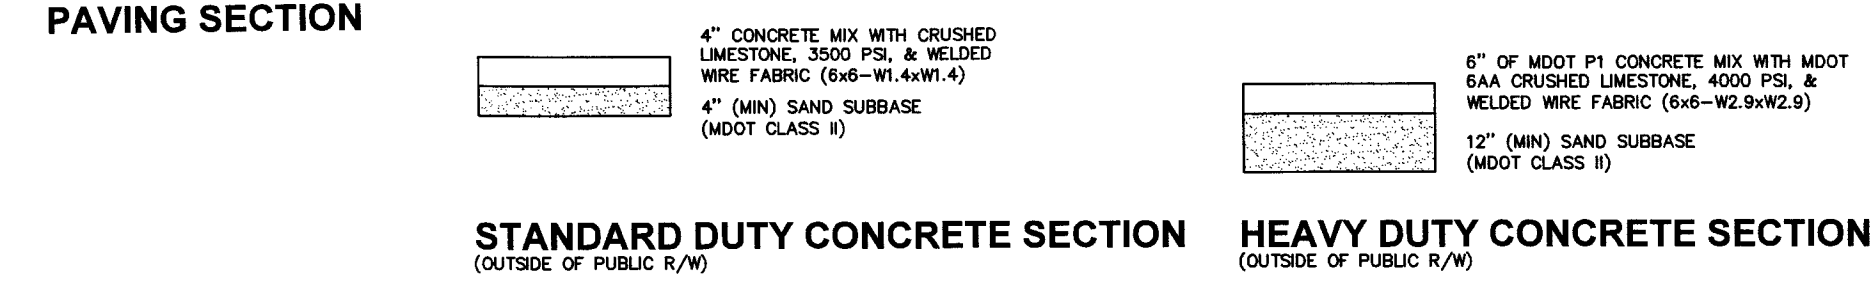 PAVING SECTION
4" CONCRETE MIX WITH CRUSHED
LIMESTONE, 3500 PSI, & WELDED
WIRE FABRIC (6x6-W1.4xW1.4)
4" (MIN) SAND SUBBASE
(MDOT CLASS II)
STANDARD DUTY CONCRETE SECTION
(OUTSIDE OF PUBLIC R/W)
6" OF MDOT P1 CONCRETE MIX WITH MDOT
6AA CRUSHED LIMESTONE, 4000 PSI, &
WELDED WIRE FABRIC (6x6-W2.9xW2.9)
12" (MIN) SAND SUBBASE
(MDOT CLASS II)
HEAVY DUTY CONCRETE SECTION
(OUTSIDE OF PUBLIC R/W)